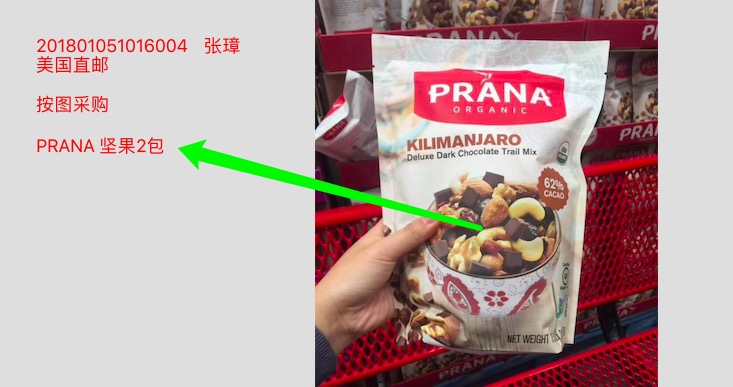 201801051016004 张璋
美国直邮
按图采购
PRANA 坚果2包
PRANA
ORGANIC
KILIMANJARO
Deluxe Dark Chocolate Trail Mix
62%
CACAO
NET WEIGHT
PRANA
PRANA